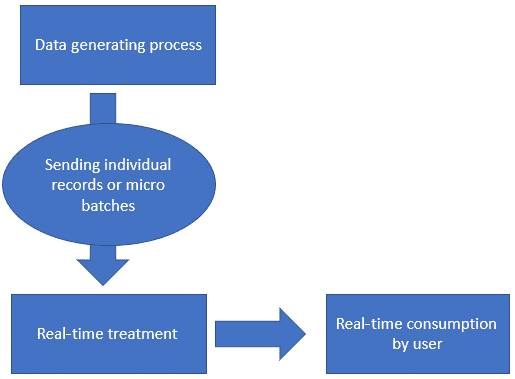 Data generating process
Sending individual
records or micro
batches
Real-time treatment
Real-time consumption
by user